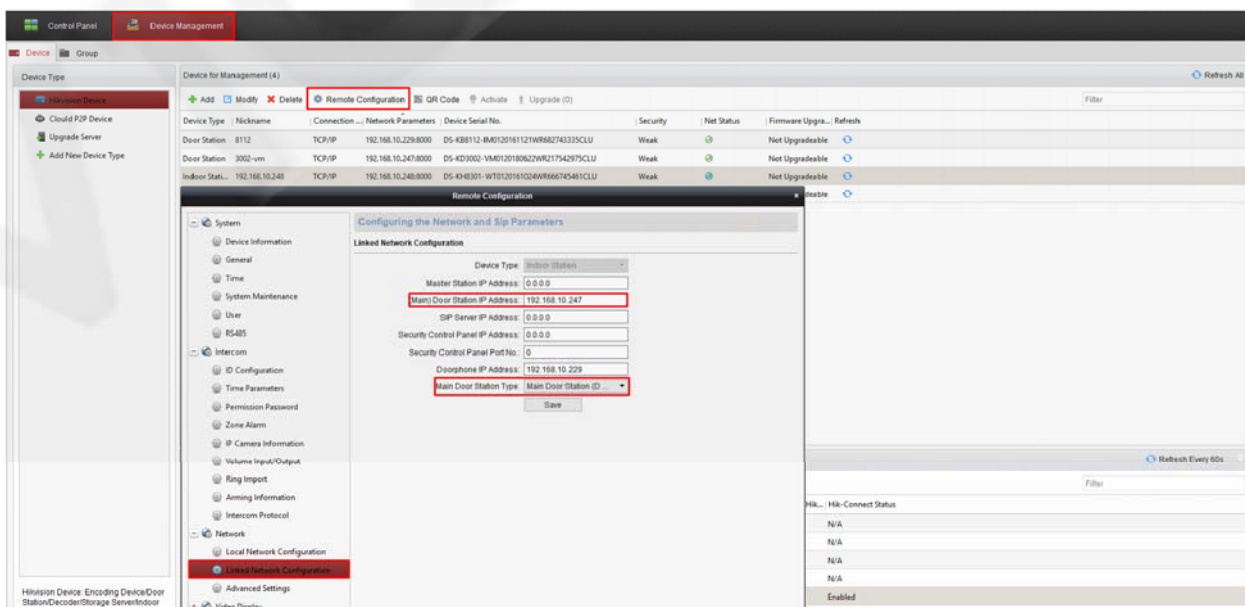 Control Panel
Device Management
Device
Group
Device Type
Hikvision Device
Clould P2P Device
Upgrade Server
Add New Device Type
Hikvision Device: Encoding Device/Door
Station/Decoder/Storage Server/Indoor
Device for Management (4)
Refresh All
Add Modify Delete Remote Configuration QR Code Activate Upgrade (0) Filter
Device Type Nickname Connection ... Network Parameters Device Serial No. Security Net Status Firmware Upgra... Refresh
Door Station 8112 TCP/IP 192.168.10.229:8000 DS-KB8112-IM0120161121WR682743335CLU Weak Not Upgradeable
Door Station 3002-vm TCP/IP 192.168.10.247:8000 DS-KD3002-VM0120180622WR217542975CLU Weak Not Upgradeable
Indoor Stati... 192.168.10.248 TCP/IP 192.168.10.248:8000 DS-KH8301-WT0120161024WR666745461CLU Weak Not Upgradeable
deable
Remote Configuration
System
Device Information
General
Time
System Maintenance
User
RS485
Intercom
ID Configuration
Time Parameters
Permission Password
Zone Alarm
IP Camera Information
Volume Input/Output
Ring Import
Arming Information
Intercom Protocol
Network
Local Network Configuration
Linked Network Configuration
Advanced Settings
Video Display
Configuring the Network and Sip Parameters
Linked Network Configuration
Device Type: Indoor Station
Master Station IP Address: 0.0.0.0
(Main) Door Station IP Address: 192.168.10.247
SIP Server IP Address: 0.0.0.0
Security Control Panel IP Address: 0.0.0.0
Security Control Panel Port No.: 0
Doorphone IP Address: 192.168.10.229
Main Door Station Type: Main Door Station (D ...
Save
Refresh Every 60s
Filter
Hik... Hik-Connect Status
N/A
N/A
N/A
N/A
Enabled